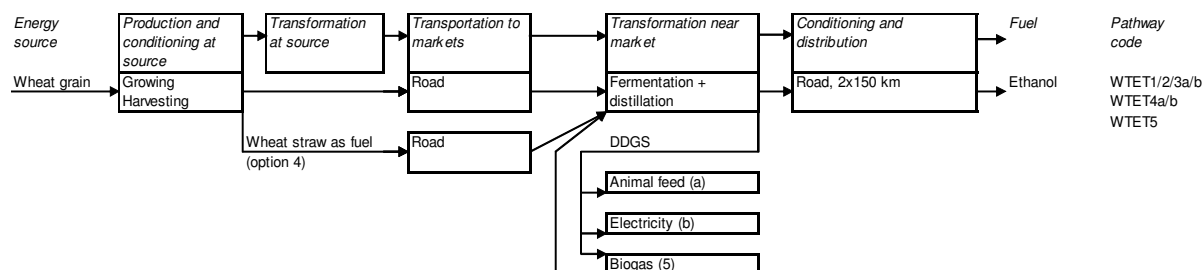 Energy
source
Production and
conditioning at
source
Transformation
at source
Transportation to
markets
Transformation near
market
Conditioning and
distribution
Fuel
Pathway
code
Wheat grain
Growing
Harvesting
Road
Fermentation +
distillation
Road, 2x150 km
Ethanol
WTET1/2/3a/b
WTET4a/b
WTET5
Wheat straw as fuel
(option 4)
Road
DDGS
Animal feed (a)
Electricity (b)
Biogas (5)